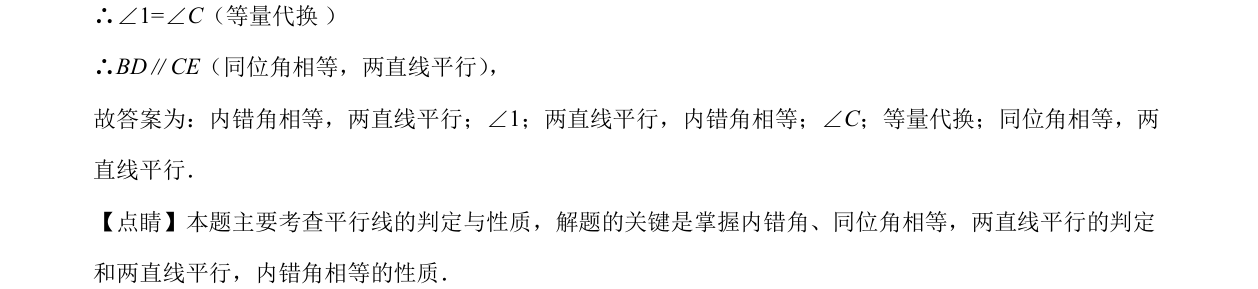 ∴∠1=∠C（等量代换 ）
∴BD∥CE（同位角相等，两直线平行），
故答案为：内错角相等，两直线平行；∠1；两直线平行，内错角相等；∠C；等量代换；同位角相等，两
直线平行．
【点睛】本题主要考查平行线的判定与性质，解题的关键是掌握内错角、同位角相等，两直线平行的判定
和两直线平行，内错角相等的性质．